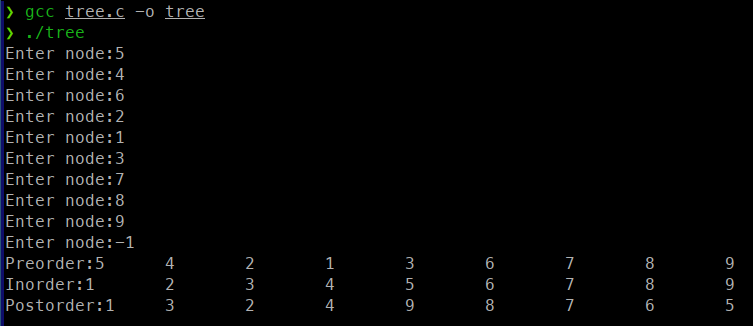 ❯ gcc tree.c -o tree
❯ ./tree
Enter node:5
Enter node:4
Enter node:6
Enter node:2
Enter node:1
Enter node:3
Enter node:7
Enter node:8
Enter node:9
Enter node:-1
Preorder:5	4	2	1	3	6	7	8	9
Inorder:1	2	3	4	5	6	7	8	9
Postorder:1	3	2	4	9	8	7	6	5